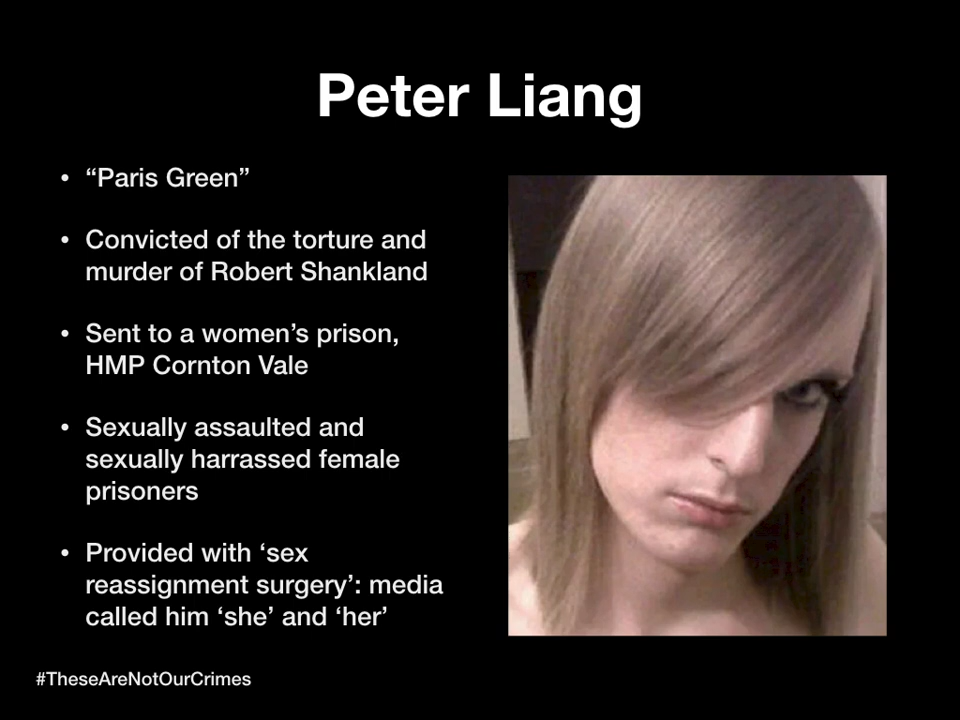 Peter Liang
• “Paris Green”
• Convicted of the torture and
murder of Robert Shankland
• Sent to a women’s prison,
HMP Cornton Vale
• Sexually assaulted and
sexually harrassed female
prisoners
• Provided with ‘sex
reassignment surgery’: media
called him ‘she’ and ‘her’
#TheseAreNotOurCrimes